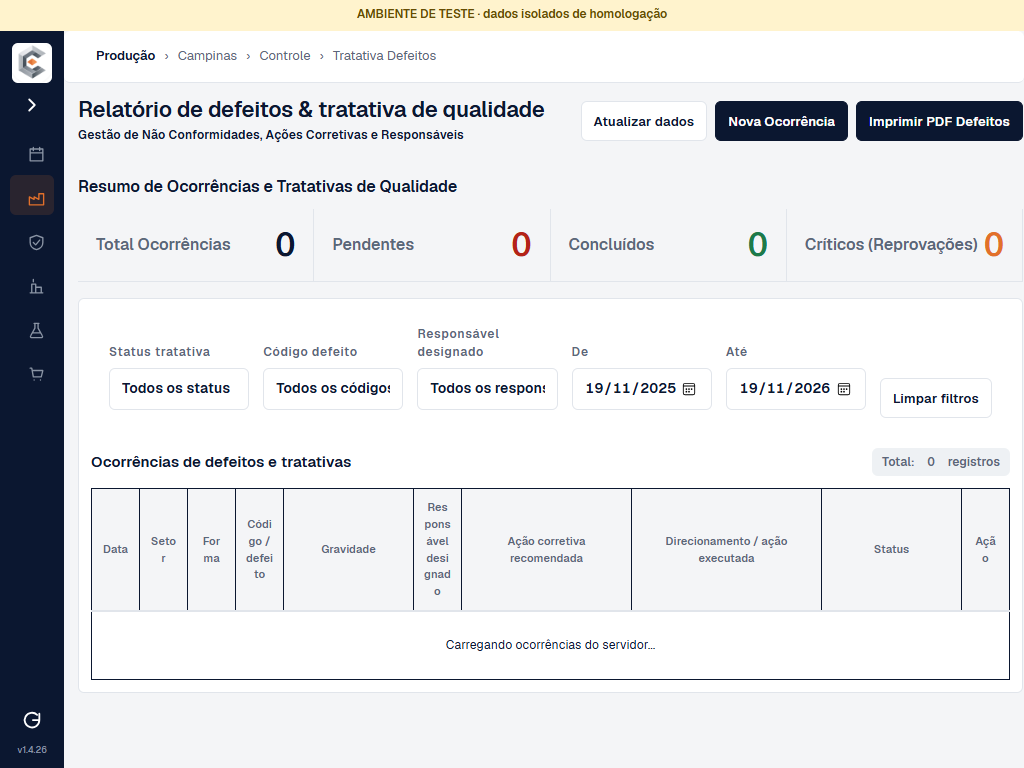 AMBIENTE DE TESTE · dados isolados de homologação
Produção › Campinas › Controle › Tratativa Defeitos
Relatório de defeitos & tratativa de qualidade
Gestão de Não Conformidades, Ações Corretivas e Responsáveis
Atualizar dados
Nova Ocorrência
Imprimir PDF Defeitos
Resumo de Ocorrências e Tratativas de Qualidade
Total Ocorrências 0
Pendentes 0
Concluídos 0
Críticos (Reprovações) 0
Status tratativa
Todos os status
Código defeito
Todos os códigos
Responsável
designado
Todos os respons
De
19/11/2025
Até
19/11/2026
Limpar filtros
Ocorrências de defeitos e tratativas
Total: 0 registros
Data
Seto
r
For
ma
Códi
go /
defei
to
Gravidade
Res
pons
ável
desi
gnad
o
Ação corretiva
recomendada
Direcionamento / ação
executada
Status
Açã
o
Carregando ocorrências do servidor...
v1.4.26